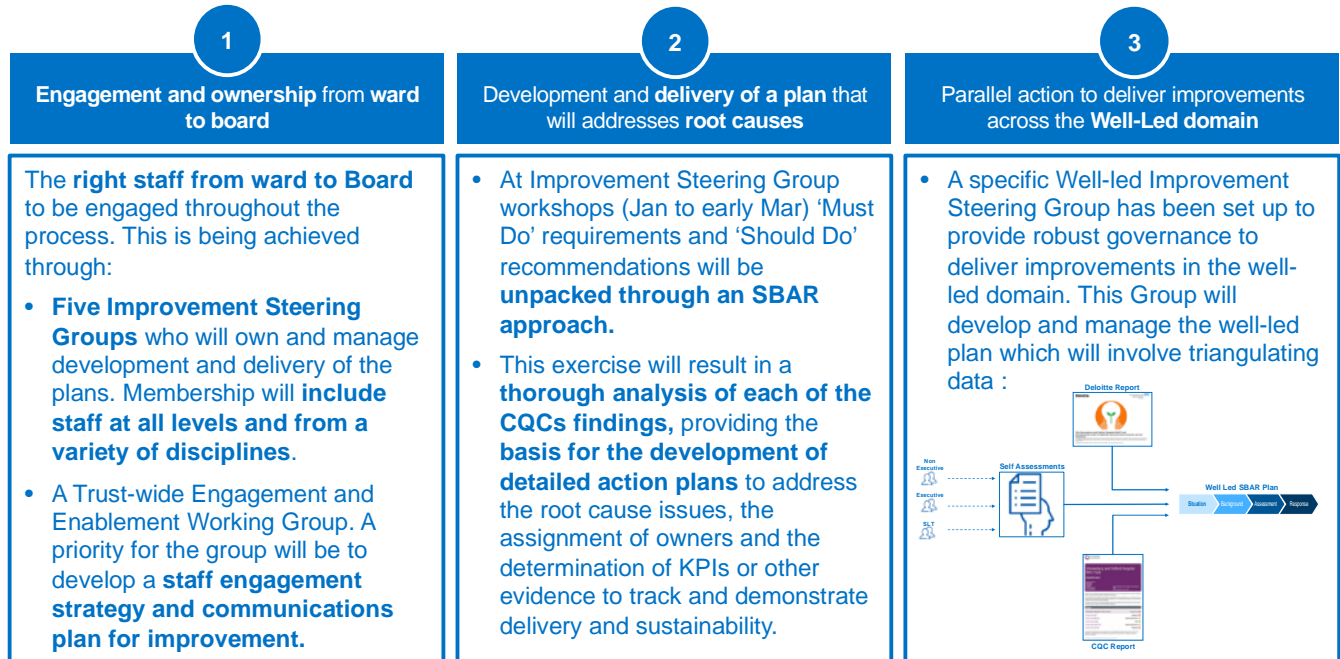 1
Engagement and ownership from ward
to board
The right staff from ward to Board
to be engaged throughout the
process. This is being achieved
through:
• Five Improvement Steering
Groups who will own and manage
development and delivery of the
plans. Membership will include
staff at all levels and from a
variety of disciplines.
• A Trust-wide Engagement and
Enablement Working Group. A
priority for the group will be to
develop a staff engagement
strategy and communications
plan for improvement.
2
Development and delivery of a plan that
will addresses root causes
• At Improvement Steering Group
workshops (Jan to early Mar) ‘Must
Do’ requirements and ‘Should Do’
recommendations will be
unpacked through an SBAR
approach.
• This exercise will result in a
thorough analysis of each of the
CQCs findings, providing the
basis for the development of
detailed action plans to address
the root cause issues, the
assignment of owners and the
determination of KPIs or other
evidence to track and demonstrate
delivery and sustainability.
3
Parallel action to deliver improvements
across the Well-Led domain
• A specific Well-led Improvement
Steering Group has been set up to
provide robust governance to
deliver improvements in the well-
led domain. This Group will
develop and manage the well-led
plan which will involve triangulating
data :
Deloitte Report
Non
Executive
Executive
SLT
Self Assessments
Well Led SBAR Plan
Situation Background Assessment Response
CQC Report